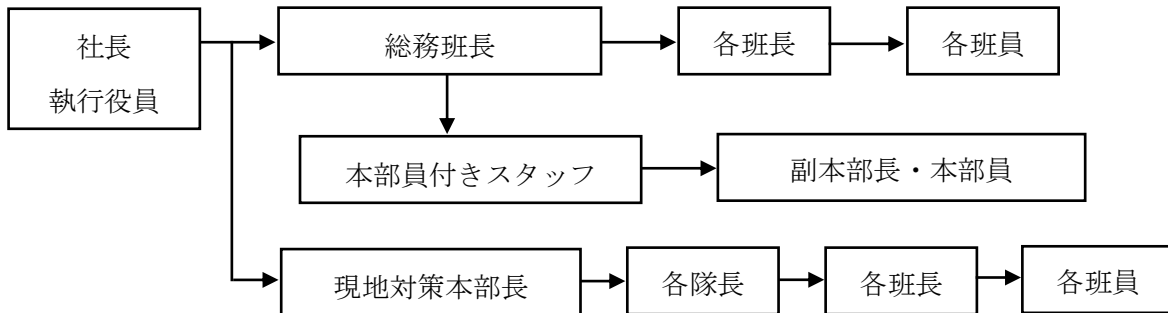 社長
執行役員
総務班長
各班長
各班員
本部員付きスタッフ
副本部長・本部員
現地対策本部長
各隊長
各班長
各班員